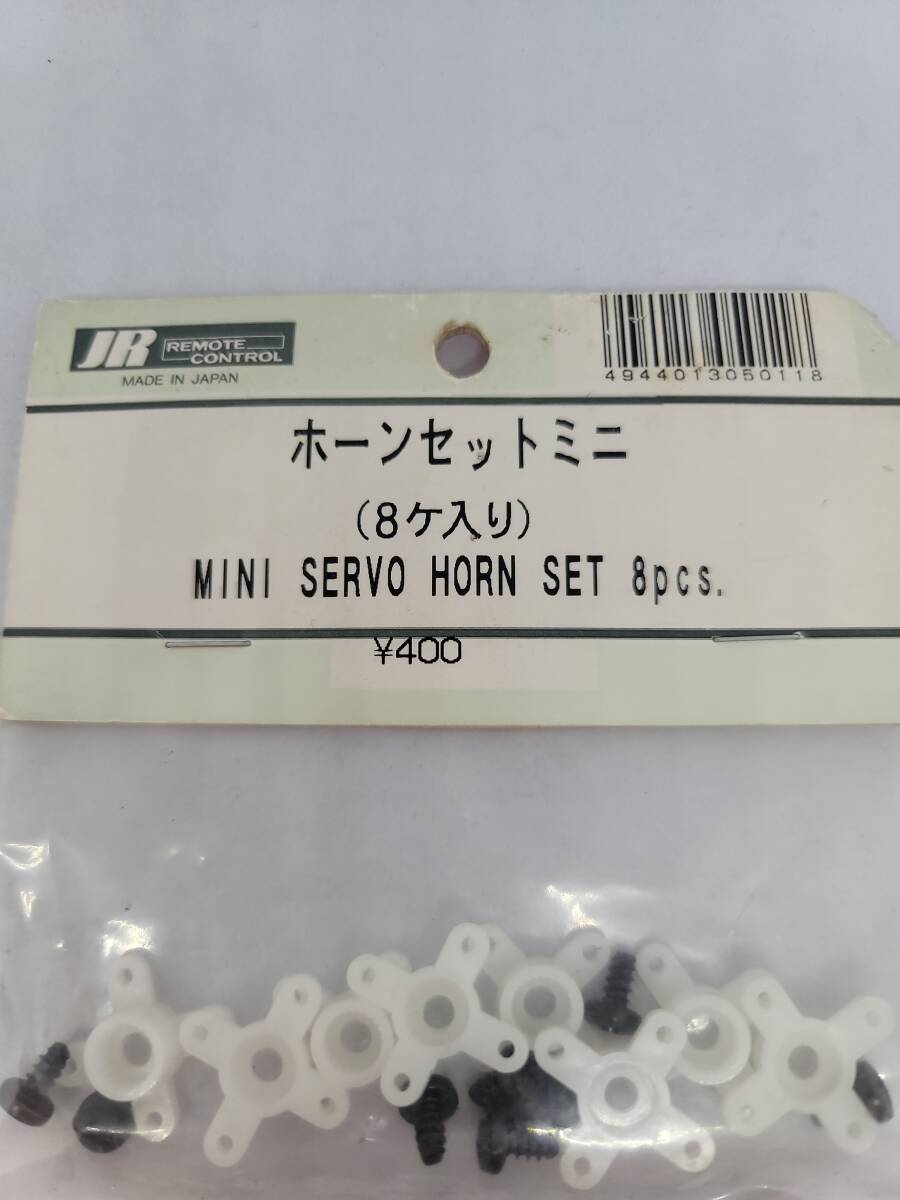 JR REMOTE CONTROL
MADE IN JAPAN
4944013050118
ホーンセットミニ
(8ケ入り)
MINI SERVO HORN SET 8pcs.
¥400